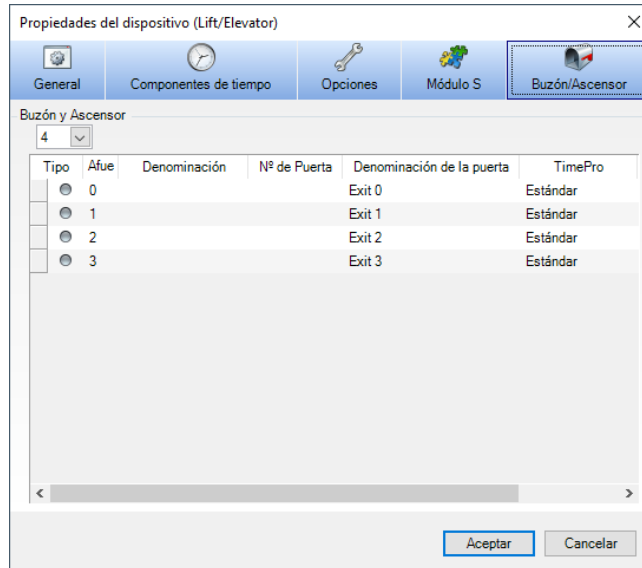 Propiedades del dispositivo (Lift/Elevator)
General Componentes de tiempo Opciones Módulo S Buzón/Ascensor
Buzón y Ascensor
4
Tipo Afue Denominación Nº de Puerta Denominación de la puerta TimePro
0 Exit 0 Estándar
1 Exit 1 Estándar
2 Exit 2 Estándar
3 Exit 3 Estándar
Aceptar Cancelar